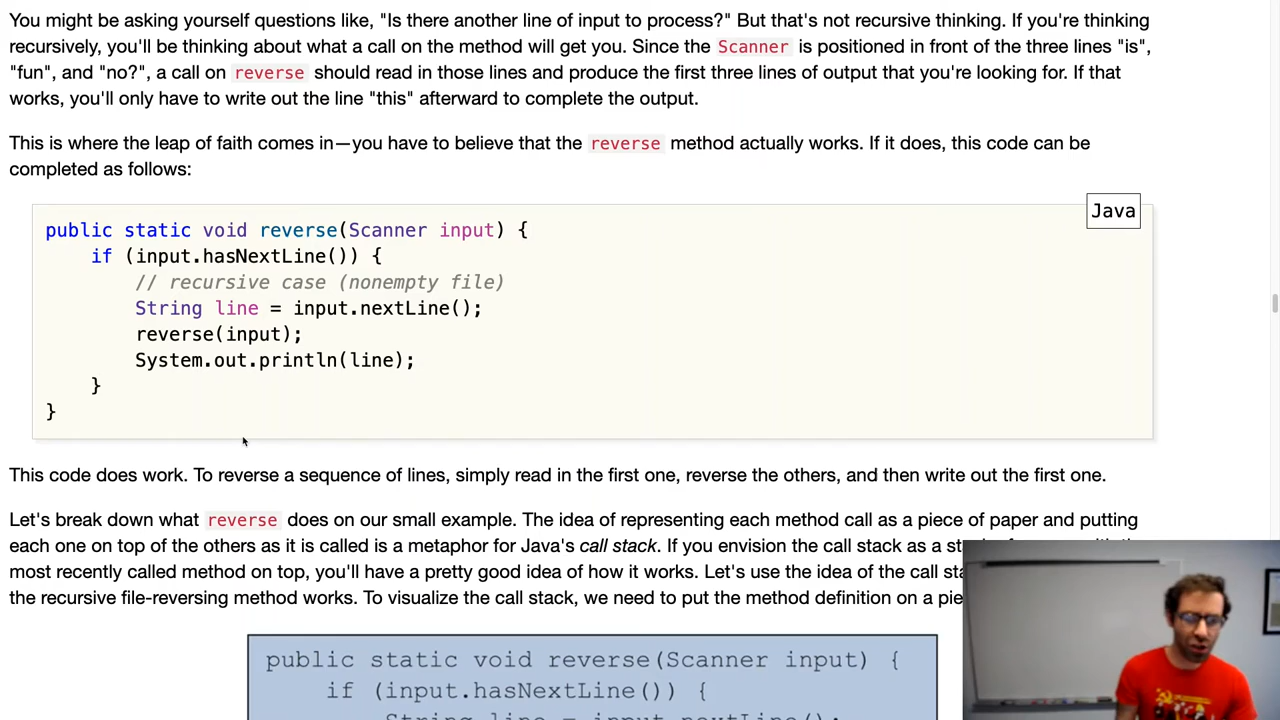 You might be asking yourself questions like, "Is there another line of input to process?" But that's not recursive thinking. If you're thinking
recursively, you'll be thinking about what a call on the method will get you. Since the Scanner is positioned in front of the three lines "is",
"fun", and "no?", a call on reverse should read in those lines and produce the first three lines of output that you're looking for. If that
works, you'll only have to write out the line "this" afterward to complete the output.
This is where the leap of faith comes in—you have to believe that the reverse method actually works. If it does, this code can be
completed as follows:
Java
public static void reverse(Scanner input) {
    if (input.hasNextLine()) {
        // recursive case (nonempty file)
        String line = input.nextLine();
        reverse(input);
        System.out.println(line);
    }
}
This code does work. To reverse a sequence of lines, simply read in the first one, reverse the others, and then write out the first one.
Let's break down what reverse does on our small example. The idea of representing each method call as a piece of paper and putting
each one on top of the others as it is called is a metaphor for Java's call stack. If you envision the call stack as a
most recently called method on top, you'll have a pretty good idea of how it works. Let's use the idea of the call
the recursive file-reversing method works. To visualize the call stack, we need to put the method definition on a
public static void reverse(Scanner input) {
    if (input.hasNextLine()) {
        String line = input.nextLine();